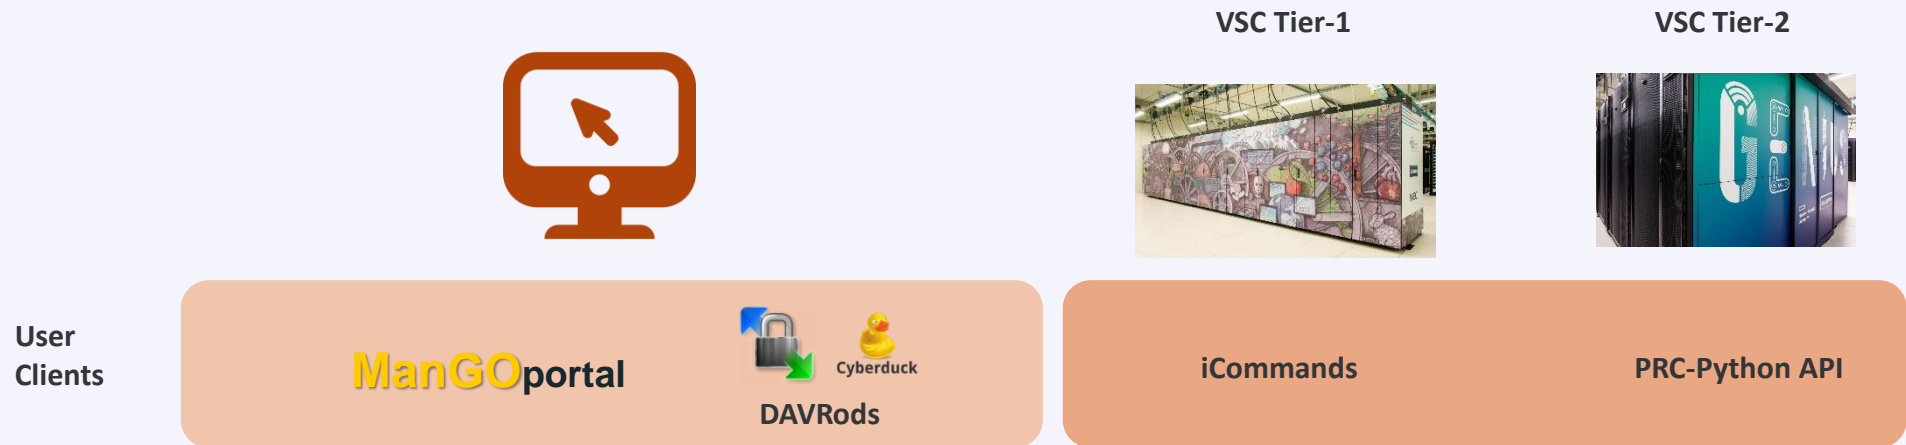 VSC Tier-1
VSC Tier-2
User
Clients
ManGOportal
Cyberduck
DAVRods
iCommands
PRC-Python API